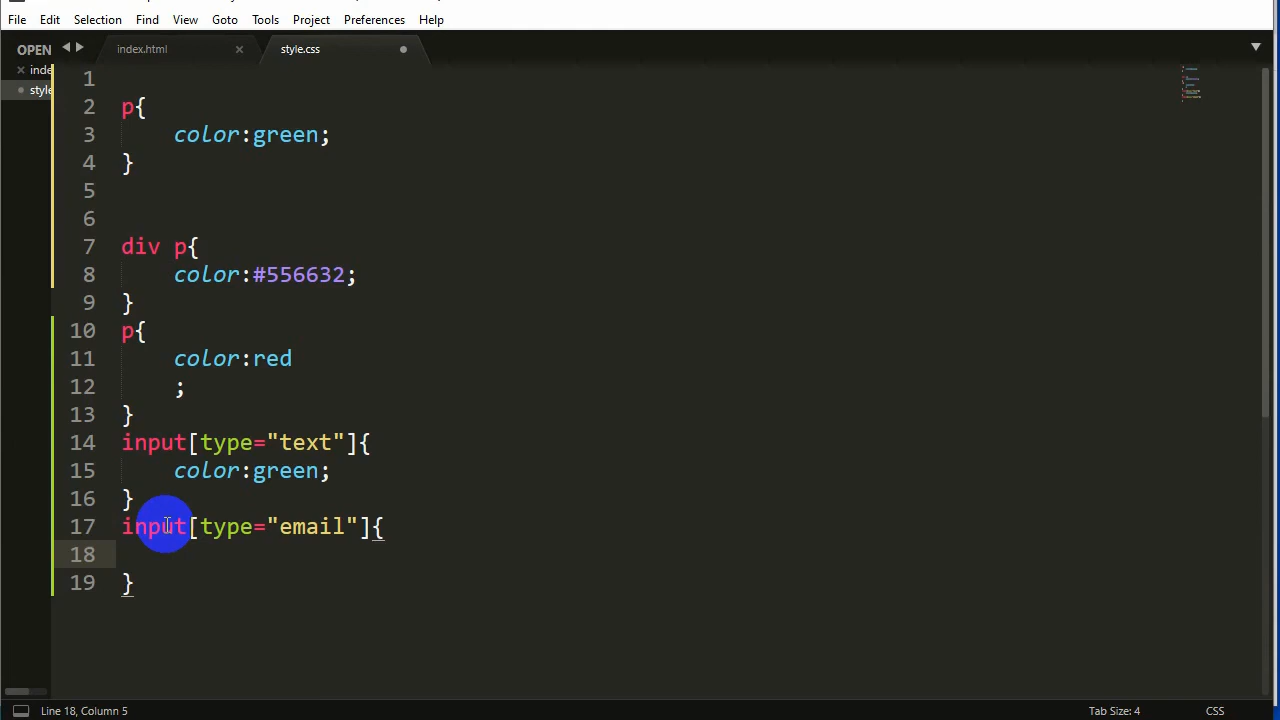 File Edit Selection Find View Goto Tools Project Preferences Help
OPEN
index.html
style.css
inde
style
1
2 p{
3 color:green;
4 }
5
6
7 div p{
8 color:#556632;
9 }
10 p{
11 color:red
12 ;
13 }
14 input[type="text"]{
15 color:green;
16 }
17 input[type="email"]{
18
19 }
Line 18, Column 5
Tab Size: 4
CSS